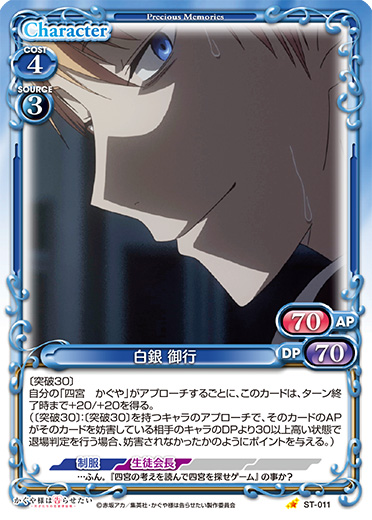 Precious Memories
Character
COST
4
SOURCE
3
70 AP
DP 70
白銀 御行
〔突破30〕
自分の「四宮　かぐや」がアプローチするごとに、このカードは、ターン終
了時まで+20/+20を得る。
(〔突破30〕：〔突破30〕を持つキャラのアプローチで、そのカードのAP
がそのカードを妨害している相手のキャラのDPより30以上高い状態で
退場判定を行う場合、妨害されなかったかのようにポイントを与える。)
制服 生徒会長
…ふん。『四宮の考えを読んで四宮を探せゲーム』の事か?
かぐや様は告らせたい
©赤坂アカ／集英社・かぐや様は告らせたい製作委員会
ST-011